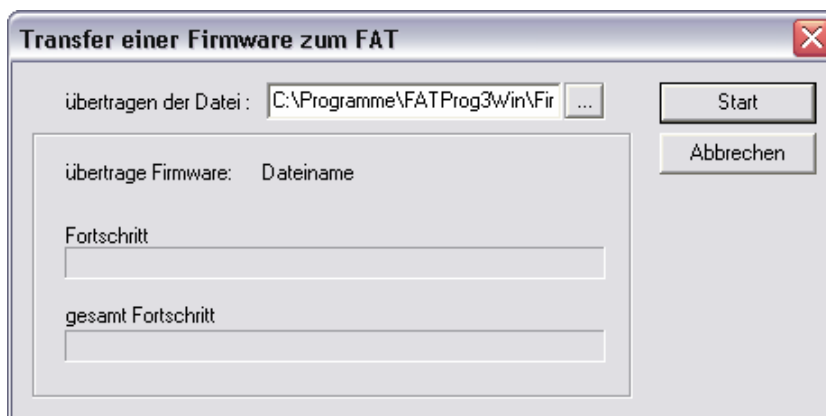 Transfer einer Firmware zum FAT
übertragen der Datei : C:\Programme\FATProg3Win\Fir ... Start
Abbrechen
übertrage Firmware: Dateiname
Fortschritt
gesamt Fortschritt